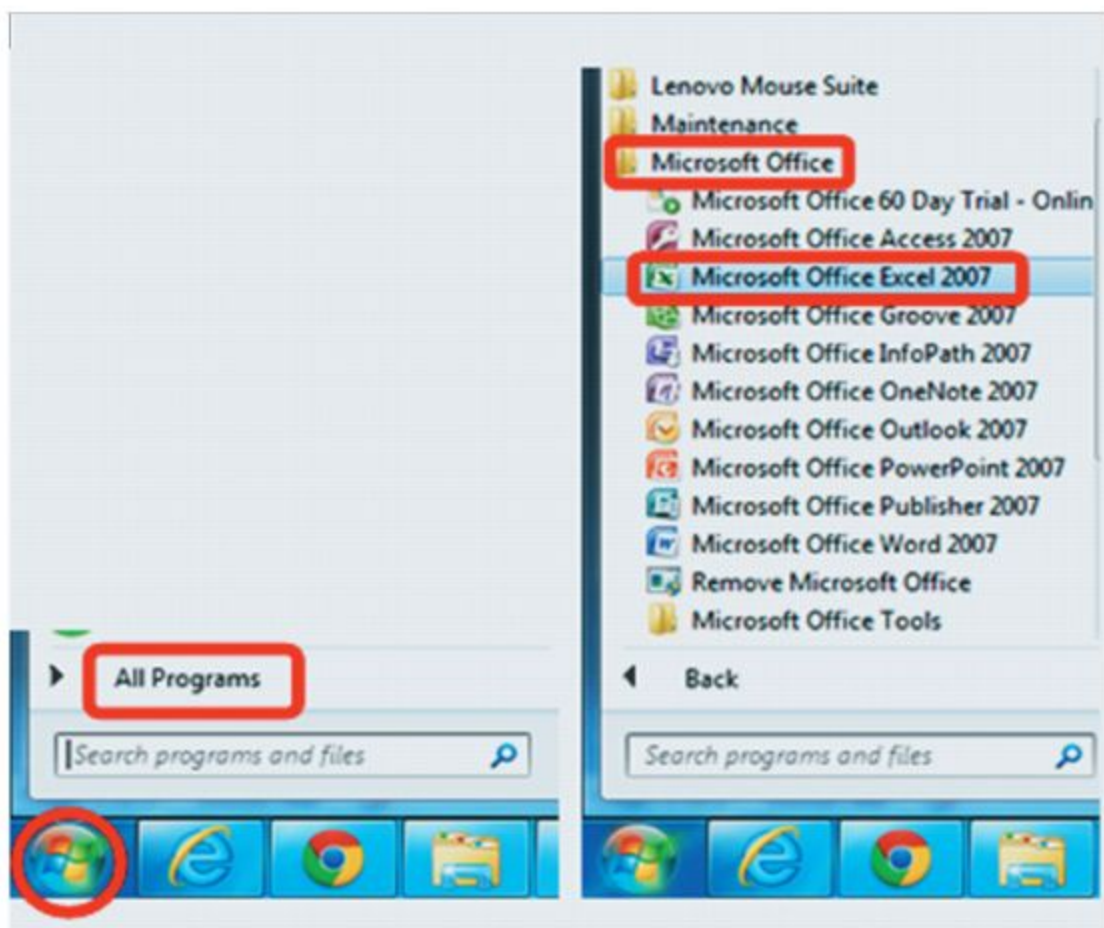 All Programs
Search programs and files
Lenovo Mouse Suite
Maintenance
Microsoft Office
Microsoft Office 60 Day Trial - Onlin
Microsoft Office Access 2007
Microsoft Office Excel 2007
Microsoft Office Groove 2007
Microsoft Office InfoPath 2007
Microsoft Office OneNote 2007
Microsoft Office Outlook 2007
Microsoft Office PowerPoint 2007
Microsoft Office Publisher 2007
Microsoft Office Word 2007
Remove Microsoft Office
Microsoft Office Tools
Back
Search programs and files